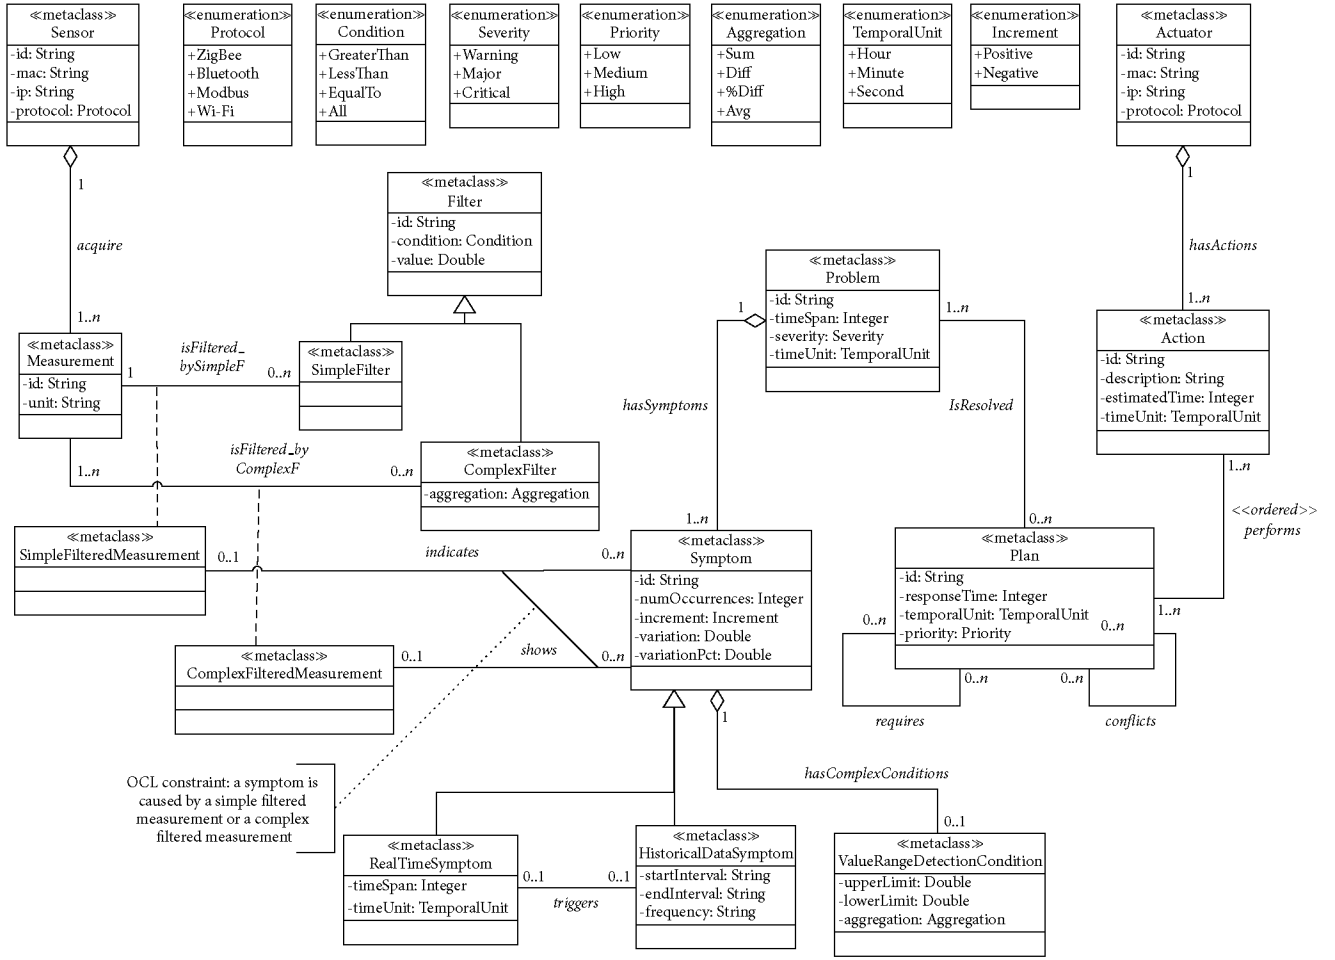 ≪metaclass≫
Sensor
-id: String
-mac: String
-ip: String
-protocol: Protocol
≪enumeration≫
Protocol
+ZigBee
+Bluetooth
+Modbus
+Wi-Fi
≪enumeration≫
Condition
+GreaterThan
+LessThan
+EqualTo
+All
≪enumeration≫
Severity
+Warning
+Major
+Critical
≪enumeration≫
Priority
+Low
+Medium
+High
≪enumeration≫
Aggregation
+Sum
+Diff
+%Diff
+Avg
≪enumeration≫
TemporalUnit
+Hour
+Minute
+Second
≪enumeration≫
Increment
+Positive
+Negative
≪metaclass≫
Actuator
-id: String
-mac: String
-ip: String
-protocol: Protocol
1
acquire
1..n
≪metaclass≫
Filter
-id: String
-condition: Condition
-value: Double
1
hasActions
1..n
≪metaclass≫
Problem
-id: String
-timeSpan: Integer
-severity: Severity
-timeUnit: TemporalUnit
1
1..n
hasSymptoms
IsResolved
1..n
0..n
≪metaclass≫
Action
-id: String
-description: String
-estimatedTime: Integer
-timeUnit: TemporalUnit
1..n
<<ordered>>
performs
1..n
≪metaclass≫
Measurement
-id: String
-unit: String
isFiltered_
bySimpleF
1
0..n
≪metaclass≫
SimpleFilter
isFiltered_by
ComplexF
1..n
0..n
≪metaclass≫
ComplexFilter
-aggregation: Aggregation
≪metaclass≫
SimpleFilteredMeasurement
0..1
indicates
0..n
≪metaclass≫
Symptom
-id: String
-numOccurrences: Integer
-increment: Increment
-variation: Double
-variationPct: Double
≪metaclass≫
Plan
-id: String
-responseTime: Integer
-temporalUnit: TemporalUnit
-priority: Priority
0..n
0..n
0..n
0..n
requires
conflicts
≪metaclass≫
ComplexFilteredMeasurement
0..1
shows
0..n
1
hasComplexConditions
0..1
OCL constraint: a symptom is
caused by a simple filtered
measurement or a complex
filtered measurement
≪metaclass≫
RealTimeSymptom
-timeSpan: Integer
-timeUnit: TemporalUnit
0..1
triggers
0..1
≪metaclass≫
HistoricalDataSymptom
-startInterval: String
-endInterval: String
-frequency: String
≪metaclass≫
ValueRangeDetectionCondition
-upperLimit: Double
-lowerLimit: Double
-aggregation: Aggregation